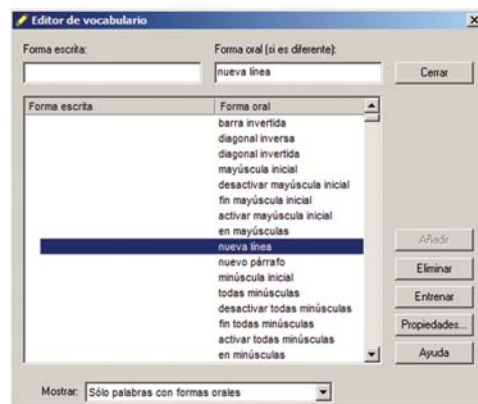 Editor de vocabulario
Forma escrita:
Forma oral (si es diferente):
nueva línea
Cerrar
Forma escrita
Forma oral
barra invertida
diagonal inversa
diagonal invertida
mayúscula inicial
desactivar mayúscula inicial
fin mayúscula inicial
activar mayúscula inicial
en mayúsculas
nueva línea
nuevo párrafo
minúscula inicial
todas minúsculas
desactivar todas minúsculas
fin todas minúsculas
activar todas minúsculas
en minúsculas
Añadir
Eliminar
Entrenar
Propiedades...
Ayuda
Mostrar: Sólo palabras con formas orales